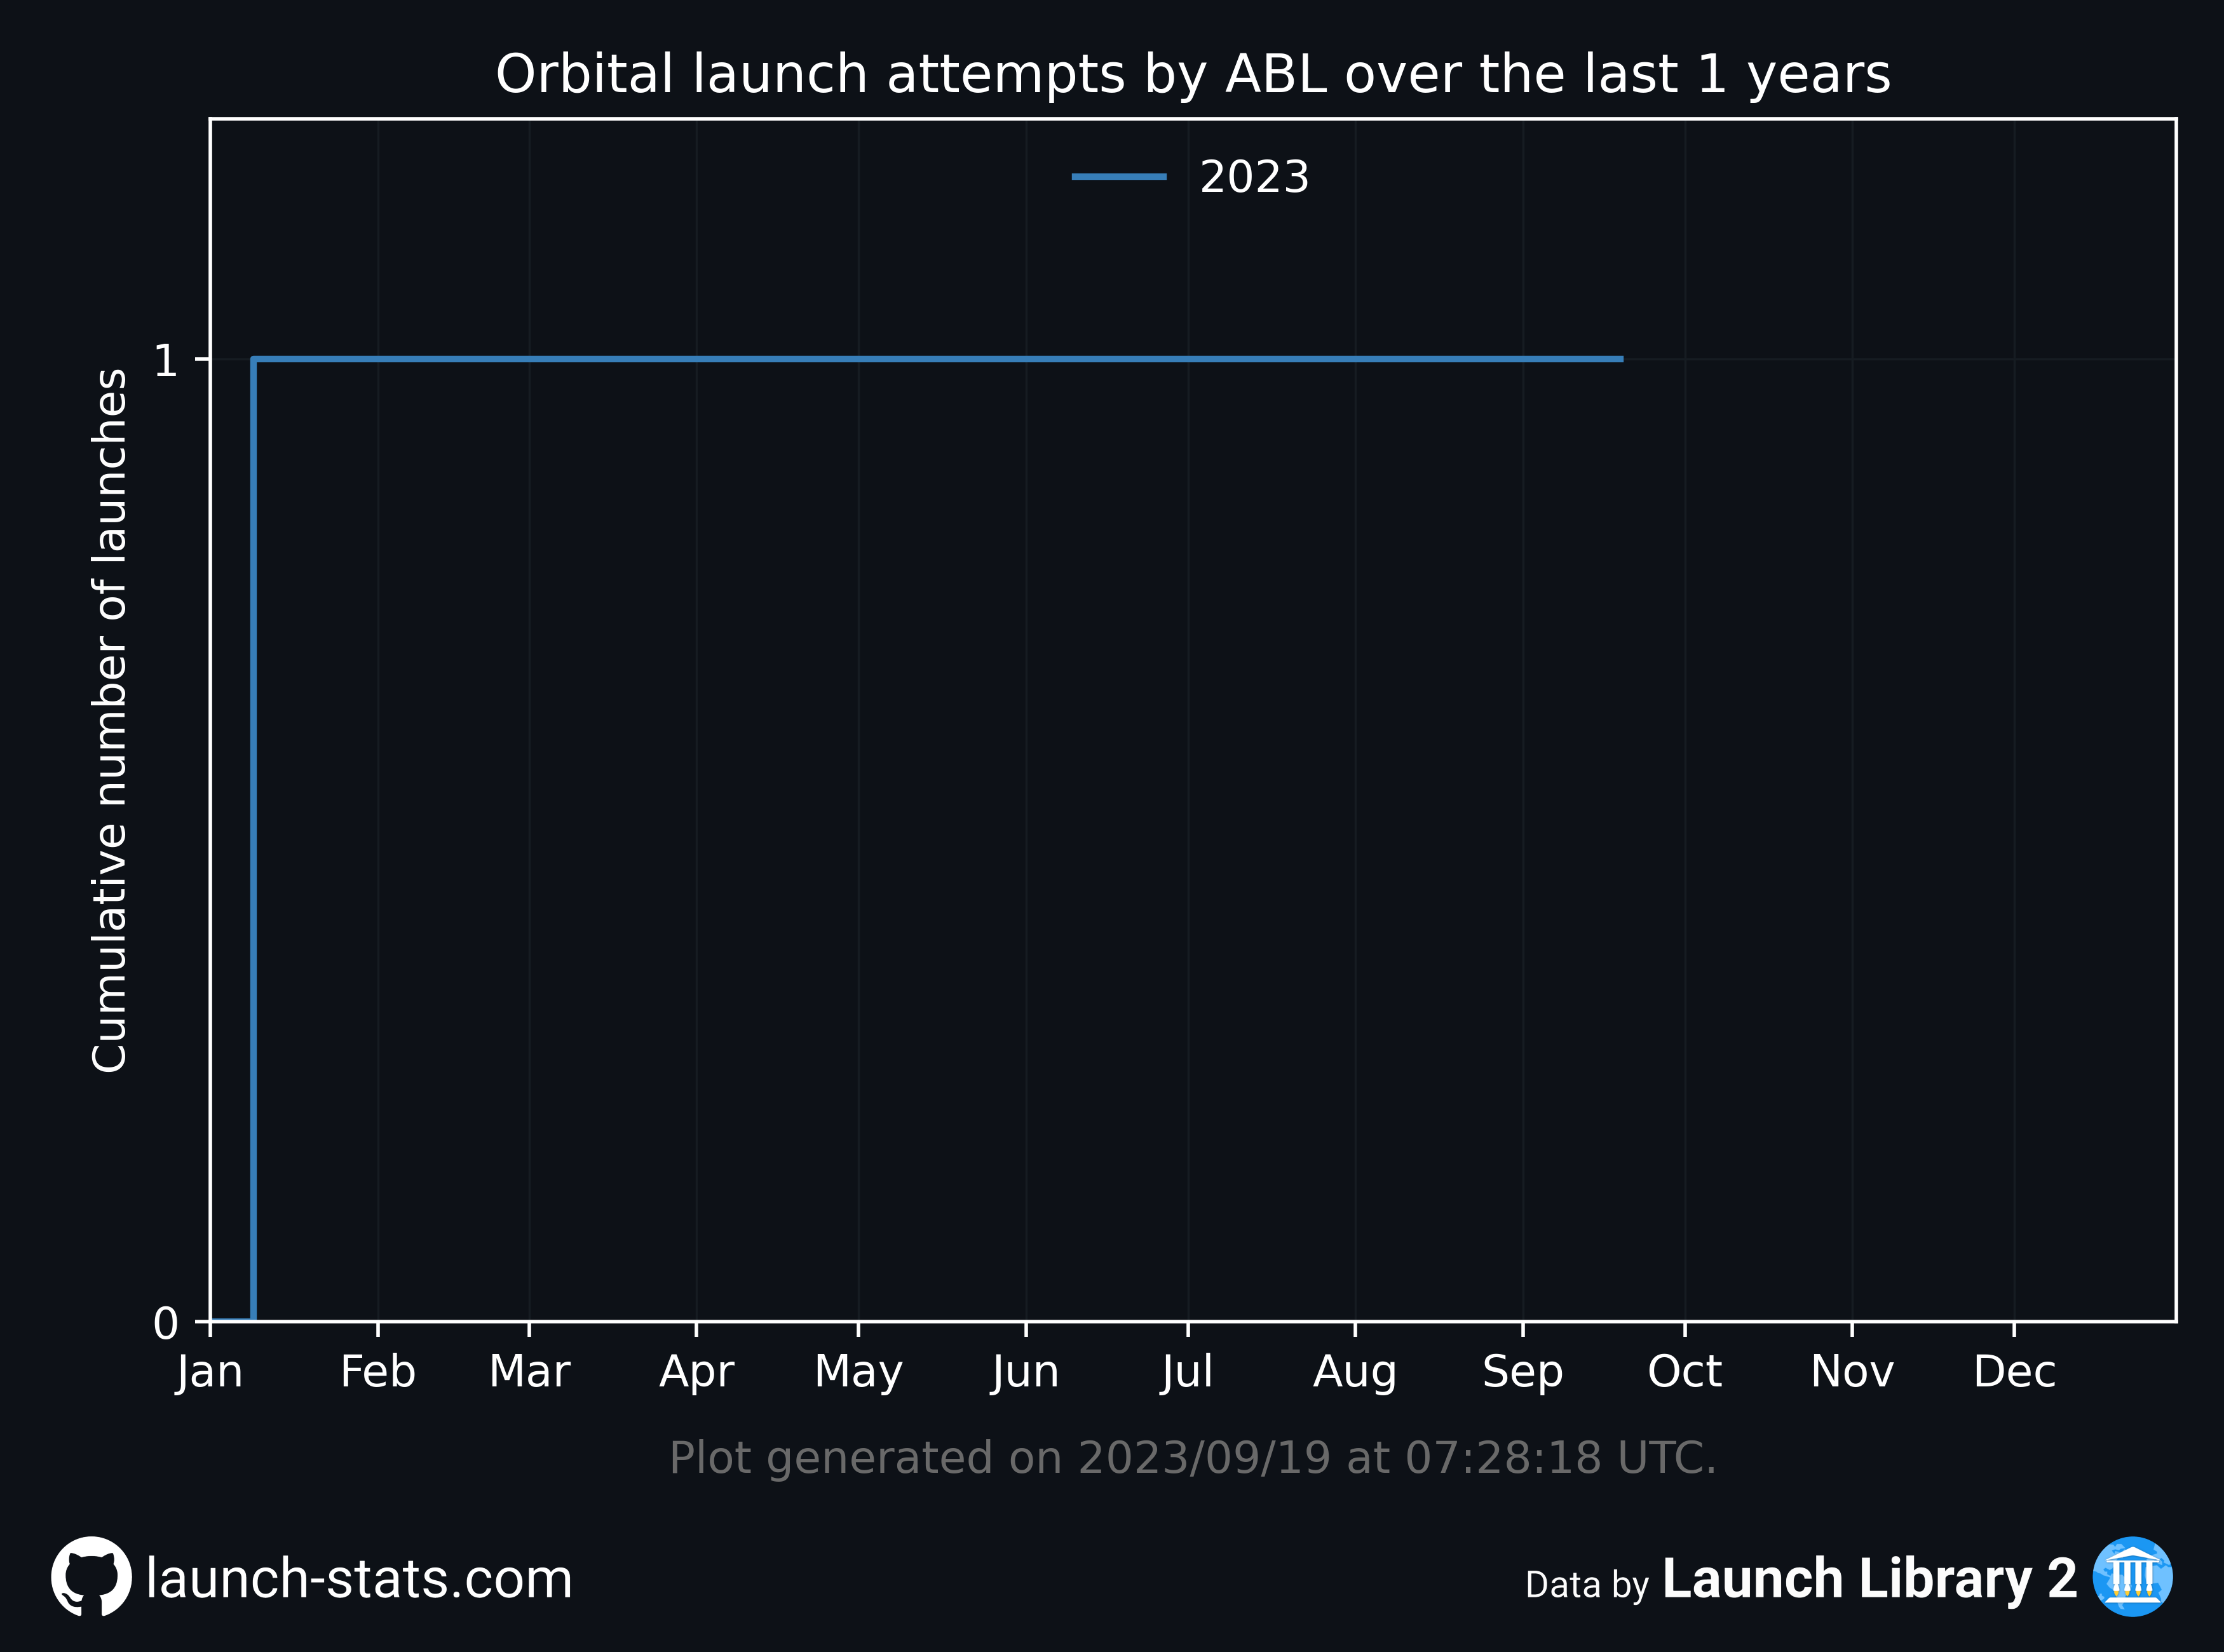 Orbital launch attempts by ABL over the last 1 years
2023
Cumulative number of launches
1
0
Jan Feb Mar Apr May Jun Jul Aug Sep Oct Nov Dec
Plot generated on 2023/09/19 at 07:28:18 UTC.
launch-stats.com
Data by Launch Library 2